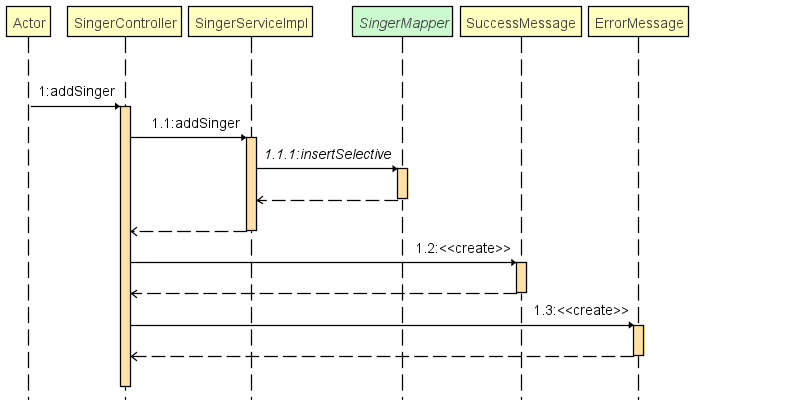 Actor
SingerController
SingerServiceImpl
SingerMapper
SuccessMessage
ErrorMessage
1:addSinger
1.1:addSinger
1.1.1:insertSelective
1.2:<<create>>
1.3:<<create>>